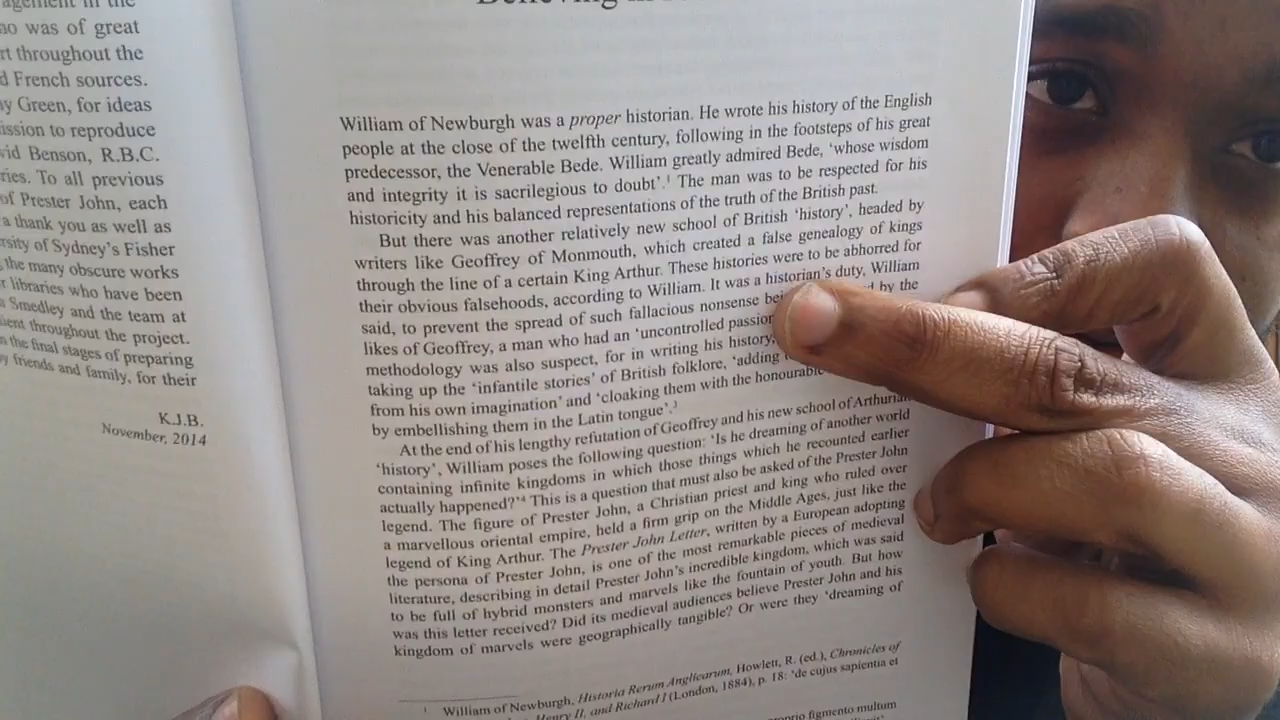 agement in the
ho was of great
rt throughout the
d French sources.
y Green, for ideas
ission to reproduce
vid Benson, R.B.C.
ries. To all previous
of Prester John, each
a thank you as well as
rsity of Sydney's Fisher
the many obscure works
r libraries who have been
a Smedley and the team at
ient throughout the project.
n the final stages of preparing
y friends and family, for their
K.J.B.
November, 2014
Believing in
William of Newburgh was a proper historian. He wrote his history of the English
people at the close of the twelfth century, following in the footsteps of his great
predecessor, the Venerable Bede. William greatly admired Bede, ‘whose wisdom
and integrity it is sacrilegious to doubt’.¹ The man was to be respected for his
historicity and his balanced representations of the truth of the British past.
But there was another relatively new school of British ‘history’, headed by
writers like Geoffrey of Monmouth, which created a false genealogy of kings
through the line of a certain King Arthur. These histories were to be abhorred for
their obvious falsehoods, according to William. It was a historian’s duty, William
said, to prevent the spread of such fallacious nonsense by the
likes of Geoffrey, a man who had an ‘uncontrolled passion
methodology was also suspect, for in writing his history,
taking up the ‘infantile stories’ of British folklore, ‘adding
from his own imagination’ and ‘cloaking them with the honourable
by embellishing them in the Latin tongue’.³
At the end of his lengthy refutation of Geoffrey and his new school of Arthurian
‘history’, William poses the following question: ‘Is he dreaming of another world
containing infinite kingdoms in which those things which he recounted earlier
actually happened?’⁴ This is a question that must also be asked of the Prester John
legend. The figure of Prester John, a Christian priest and king who ruled over
a marvellous oriental empire, held a firm grip on the Middle Ages, just like the
legend of King Arthur. The Prester John Letter, written by a European adopting
the persona of Prester John, is one of the most remarkable pieces of medieval
literature, describing in detail Prester John’s incredible kingdom, which was said
to be full of hybrid monsters and marvels like the fountain of youth. But how
was this letter received? Did its medieval audiences believe Prester John and his
kingdom of marvels were geographically tangible? Or were they ‘dreaming of
¹ William of Newburgh, Historia Rerum Anglicarum, Howlett, R. (ed.), Chronicles of
Henry II, and Richard I (London, 1884), p. 18: ‘de cujus sapientia et
figmento multum